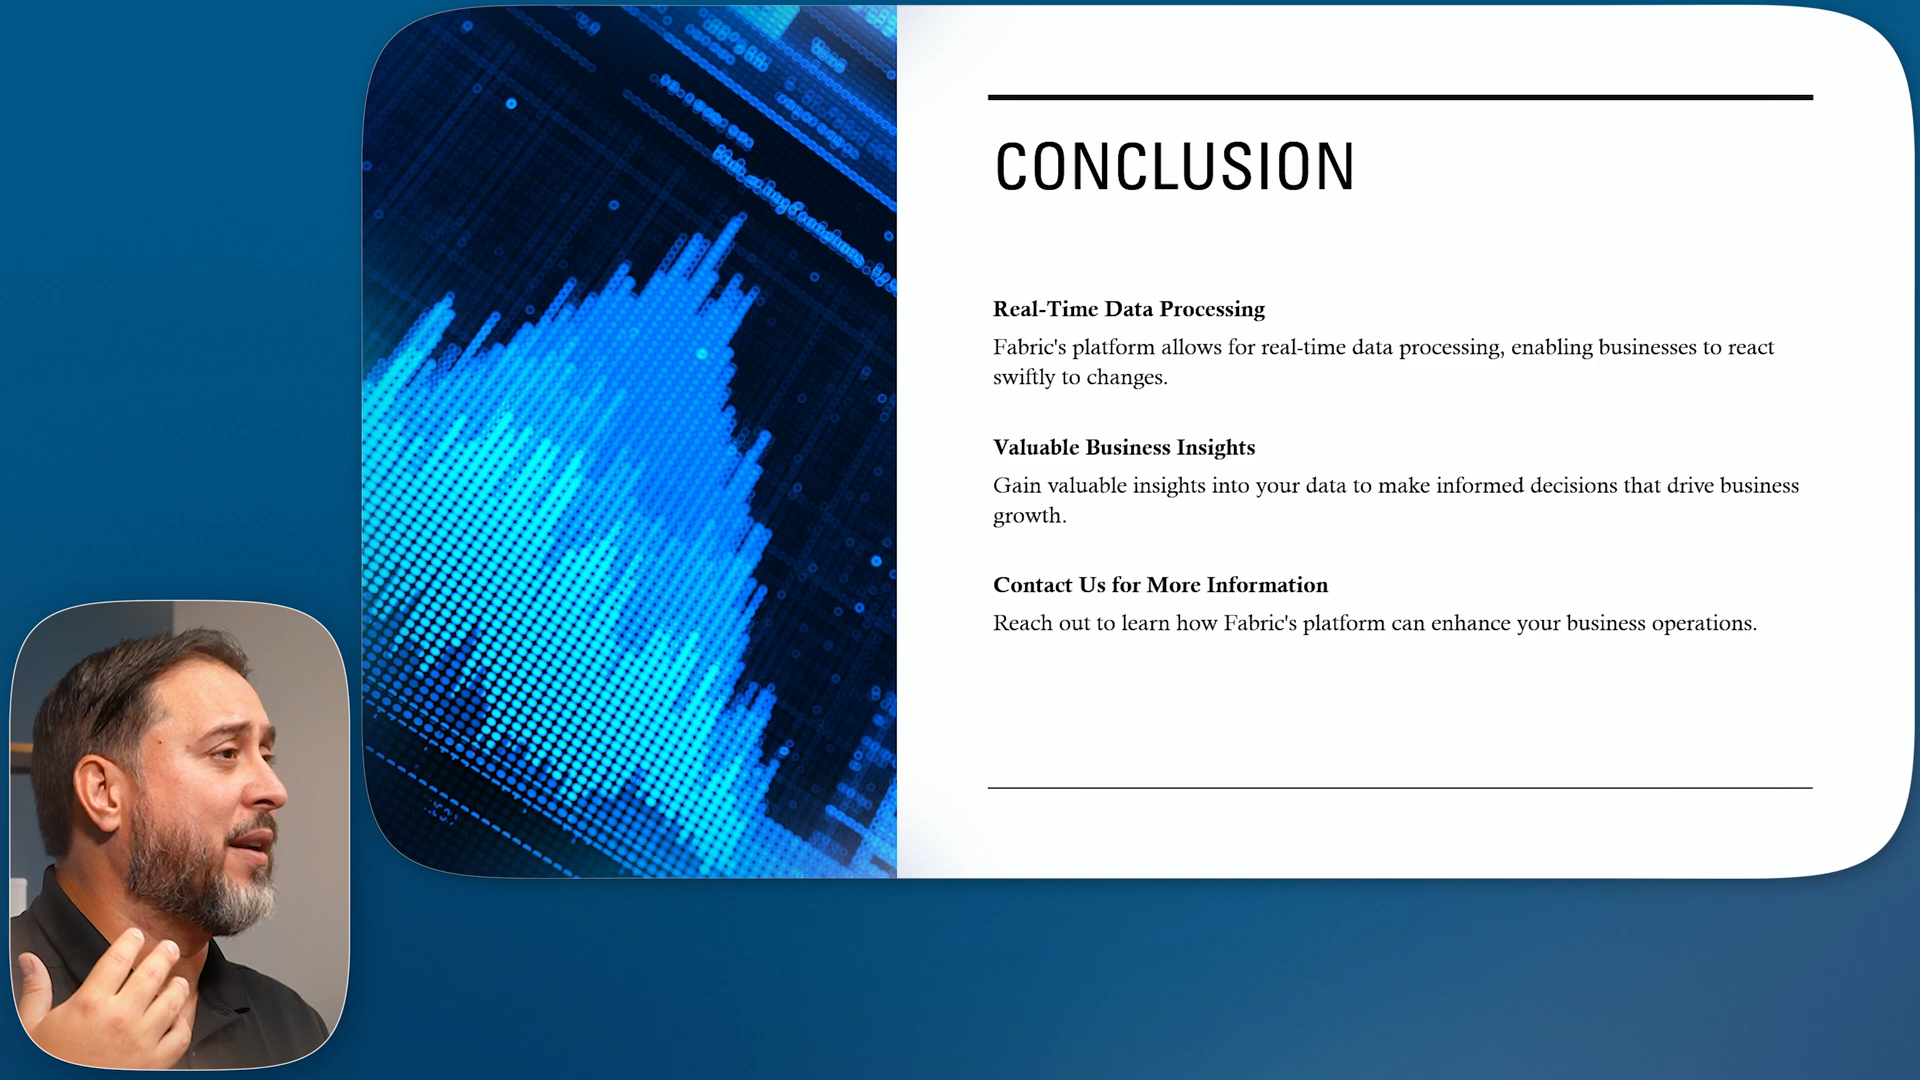 CONCLUSION
Real-Time Data Processing
Fabric's platform allows for real-time data processing, enabling businesses to react
swiftly to changes.
Valuable Business Insights
Gain valuable insights into your data to make informed decisions that drive business
growth.
Contact Us for More Information
Reach out to learn how Fabric's platform can enhance your business operations.